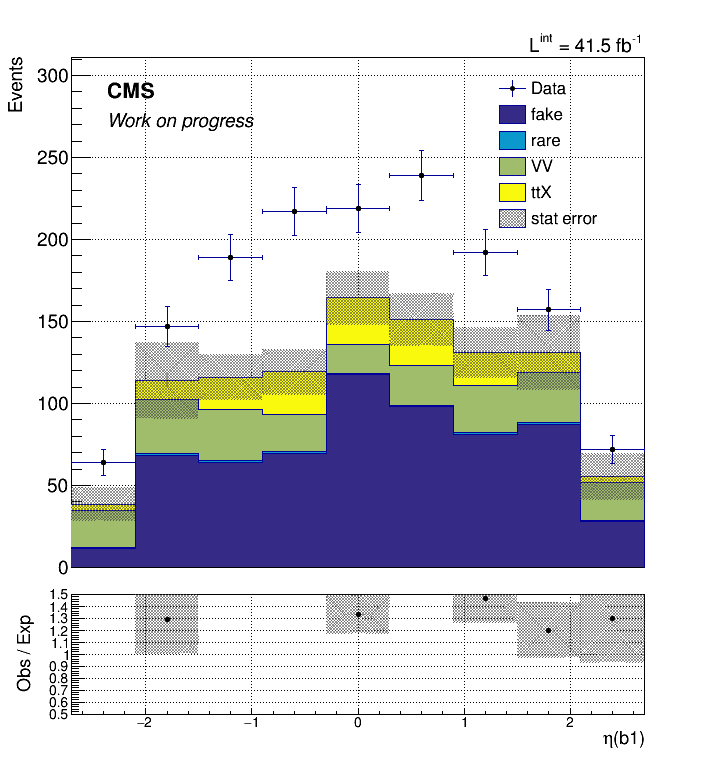 L^int = 41.5 fb^-1
Events
300
250
200
150
100
50
0
CMS
Work on progress
Data
fake
rare
VV
ttX
stat error
Obs / Exp
1.5
1.4
1.3
1.2
1.1
1
0.9
0.8
0.7
0.6
0.5
−2
−1
0
1
2
η(b1)